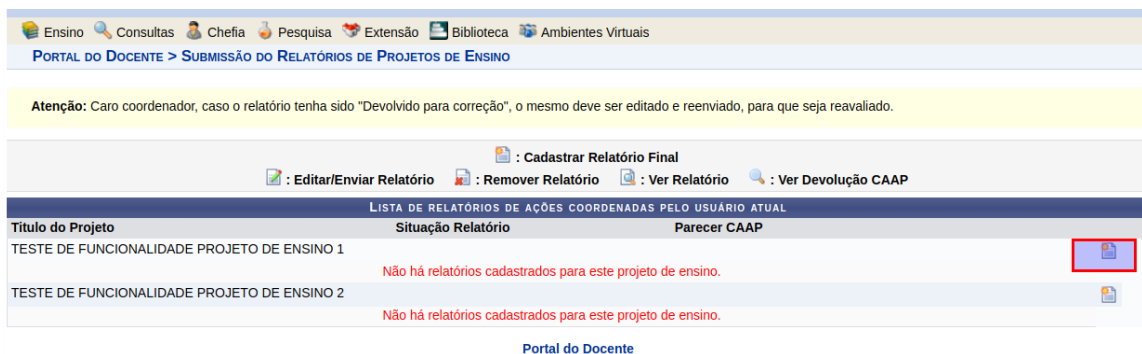 Ensino Consultas Chefia Pesquisa Extensão Biblioteca Ambientes Virtuais
Portal do Docente > Submissão do Relatórios de Projetos de Ensino
Atenção: Caro coordenador, caso o relatório tenha sido "Devolvido para correção", o mesmo deve ser editado e reenviado, para que seja reavaliado.
: Cadastrar Relatório Final
: Editar/Enviar Relatório : Remover Relatório : Ver Relatório : Ver Devolução CAAP
Lista de relatórios de ações coordenadas pelo usuário atual
Titulo do Projeto Situação Relatório Parecer CAAP
TESTE DE FUNCIONALIDADE PROJETO DE ENSINO 1
Não há relatórios cadastrados para este projeto de ensino.
TESTE DE FUNCIONALIDADE PROJETO DE ENSINO 2
Não há relatórios cadastrados para este projeto de ensino.
Portal do Docente